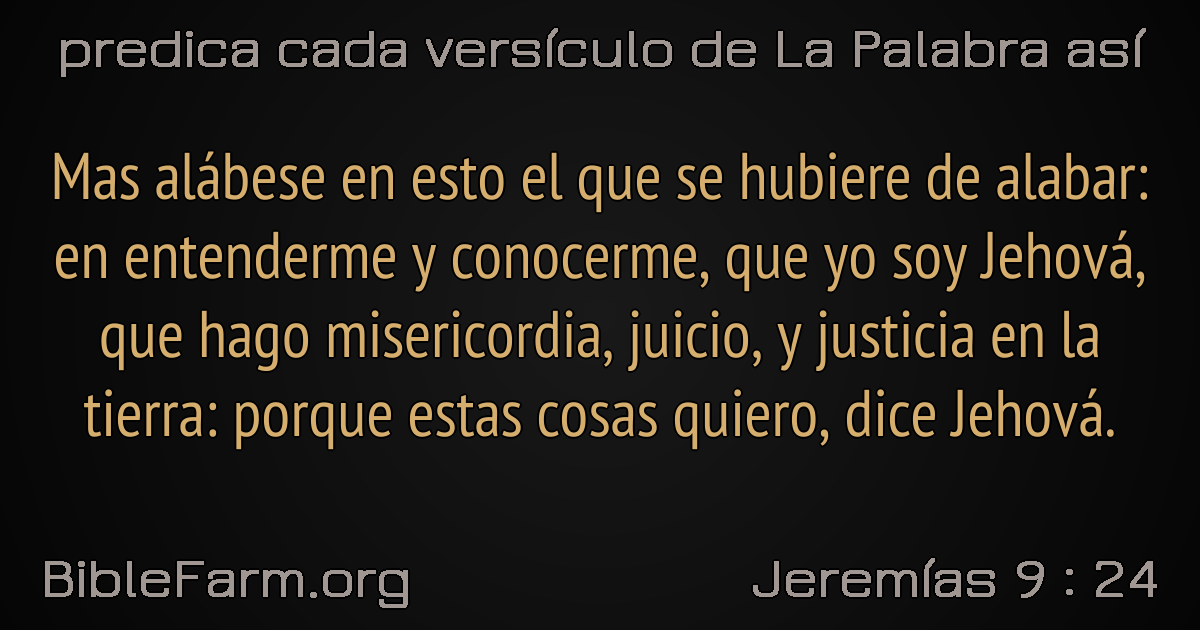 predica cada versículo de La Palabra así
Mas alábese en esto el que se hubiere de alabar:
en entenderme y conocerme, que yo soy Jehová,
que hago misericordia, juicio, y justicia en la
tierra: porque estas cosas quiero, dice Jehová.
BibleFarm.org
Jeremías 9 : 24